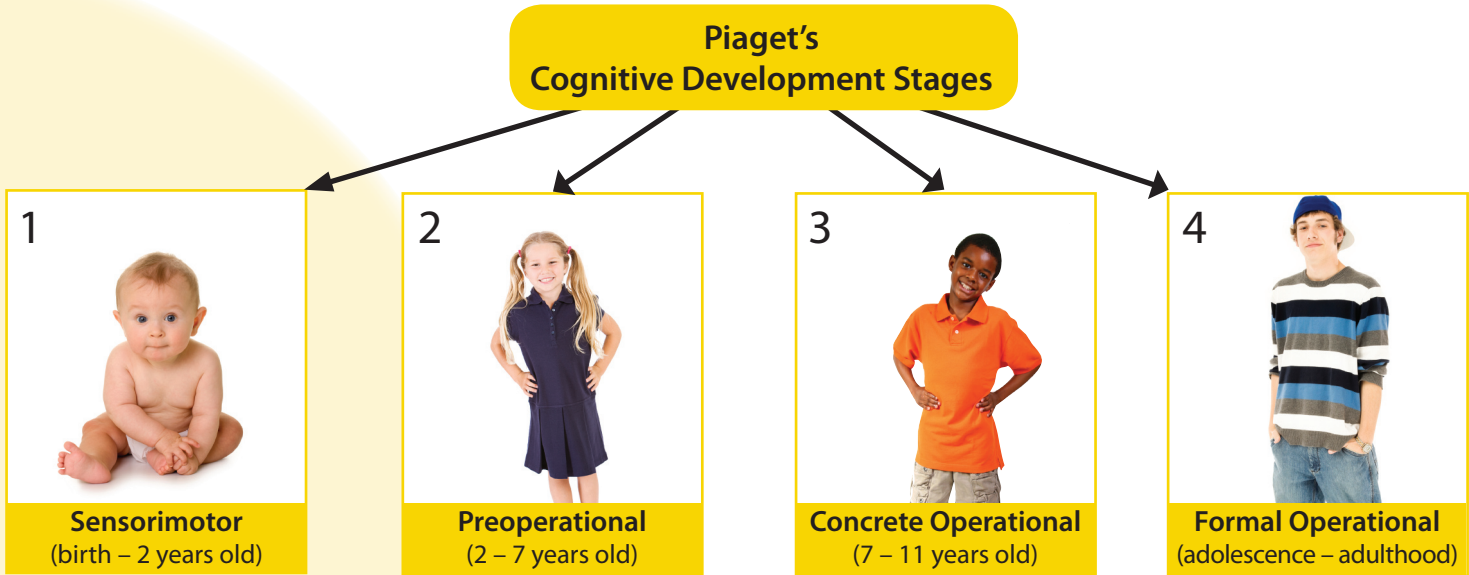 Piaget’s
Cognitive Development Stages
1
Sensorimotor
(birth – 2 years old)
2
Preoperational
(2 – 7 years old)
3
Concrete Operational
(7 – 11 years old)
4
Formal Operational
(adolescence – adulthood)